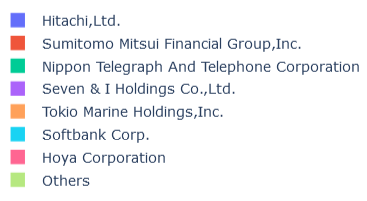 Hitachi,Ltd.
Sumitomo Mitsui Financial Group,Inc.
Nippon Telegraph And Telephone Corporation
Seven & I Holdings Co.,Ltd.
Tokio Marine Holdings,Inc.
Softbank Corp.
Hoya Corporation
Others